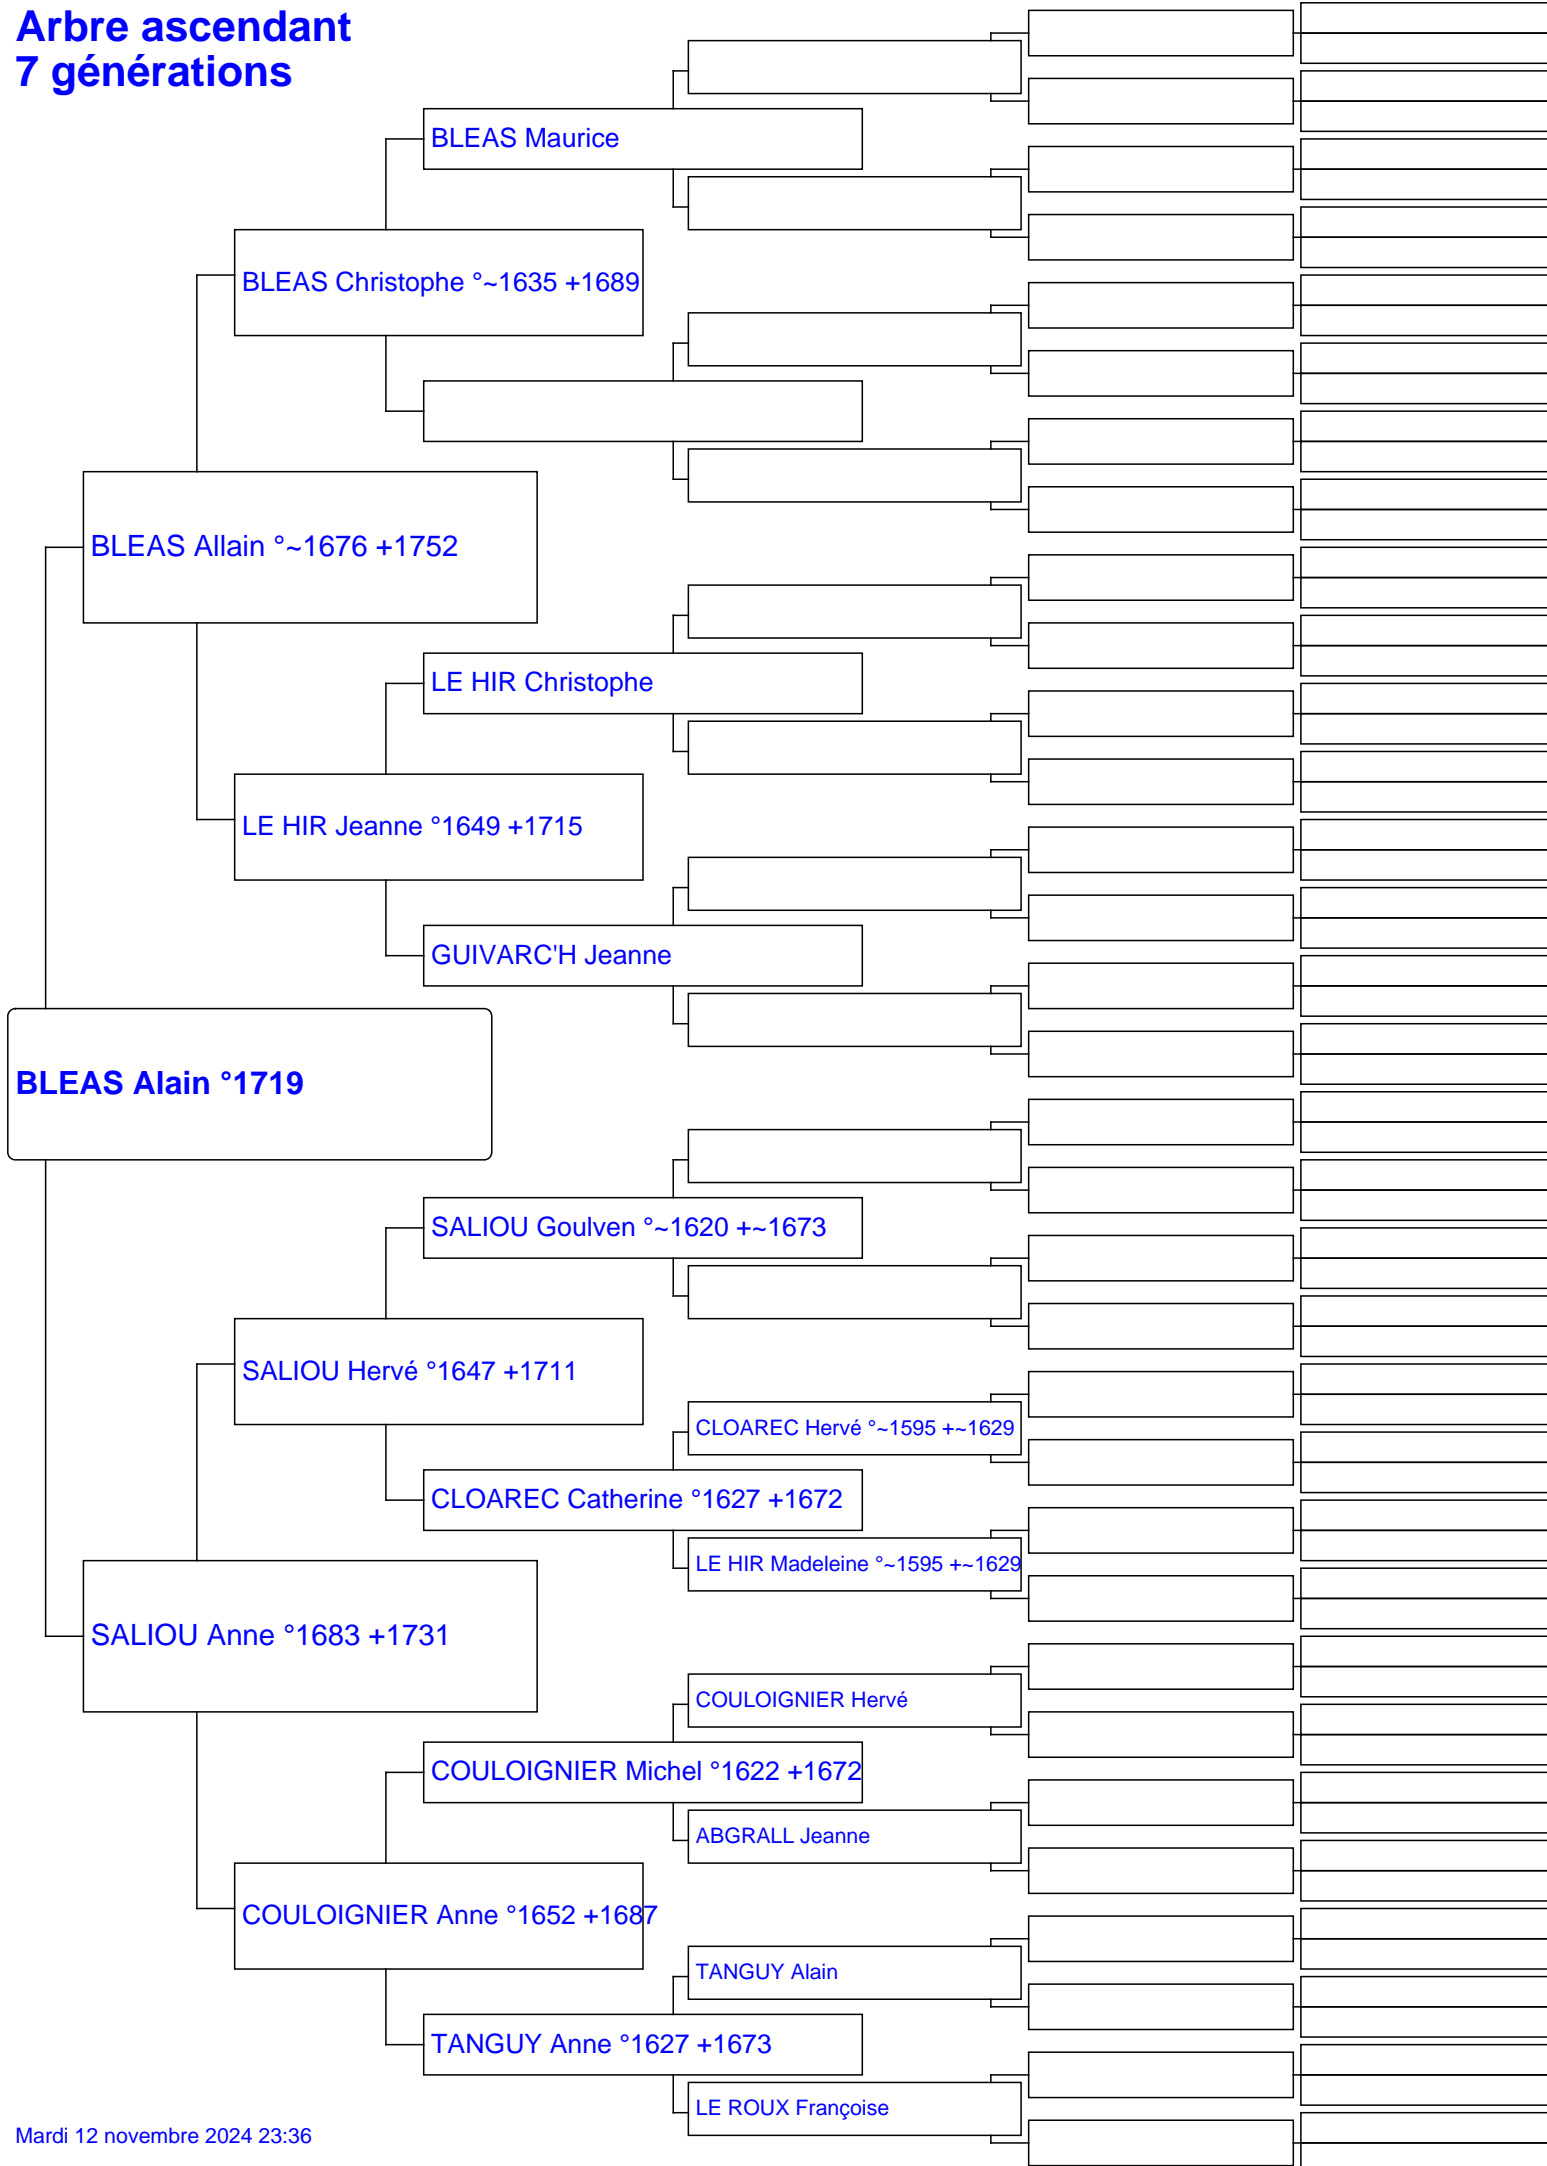 Arbre ascendant
7 générations
BLEAS Maurice
BLEAS Christophe °~1635 +1689
BLEAS Allain °~1676 +1752
LE HIR Christophe
LE HIR Jeanne °1649 +1715
GUIVARC'H Jeanne
BLEAS Alain °1719
SALIOU Goulven °~1620 +~1673
SALIOU Hervé °1647 +1711
CLOAREC Hervé °~1595 +~1629
CLOAREC Catherine °1627 +1672
LE HIR Madeleine °~1595 +~1629
SALIOU Anne °1683 +1731
COULOIGNIER Hervé
COULOIGNIER Michel °1622 +1672
ABGRALL Jeanne
COULOIGNIER Anne °1652 +1687
TANGUY Alain
TANGUY Anne °1627 +1673
LE ROUX Françoise
Mardi 12 novembre 2024 23:36